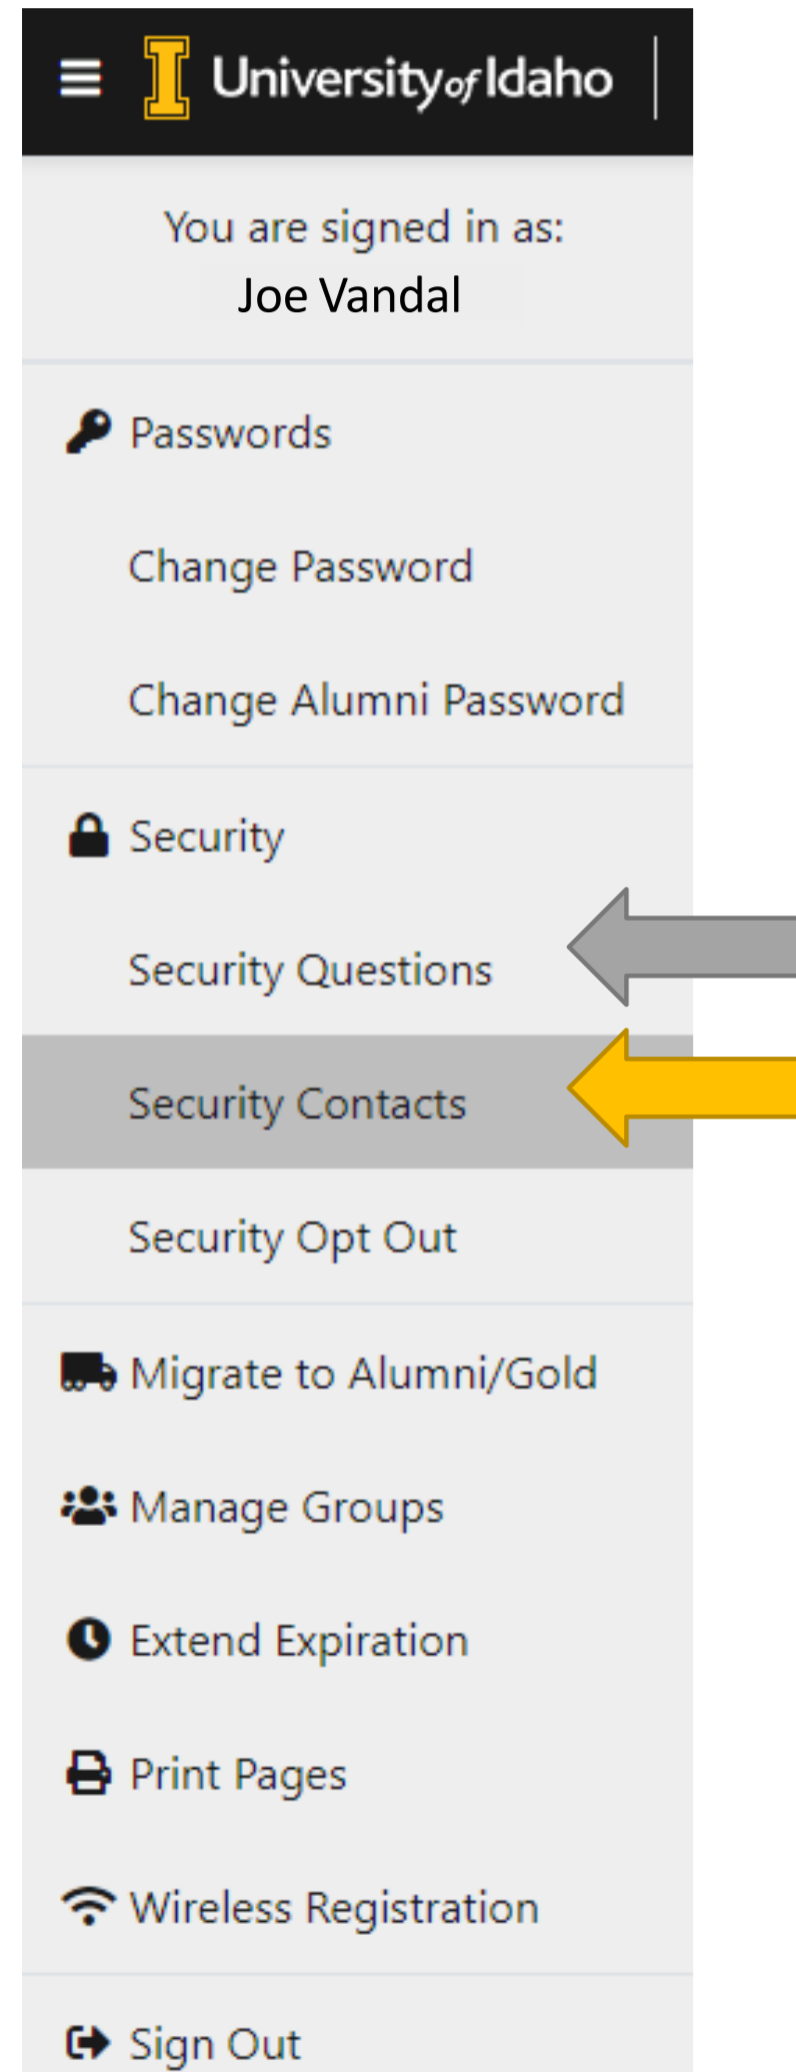 University of Idaho
You are signed in as:
Joe Vandal
Passwords
Change Password
Change Alumni Password
Security
Security Questions
Security Contacts
Security Opt Out
Migrate to Alumni/Gold
Manage Groups
Extend Expiration
Print Pages
Wireless Registration
Sign Out